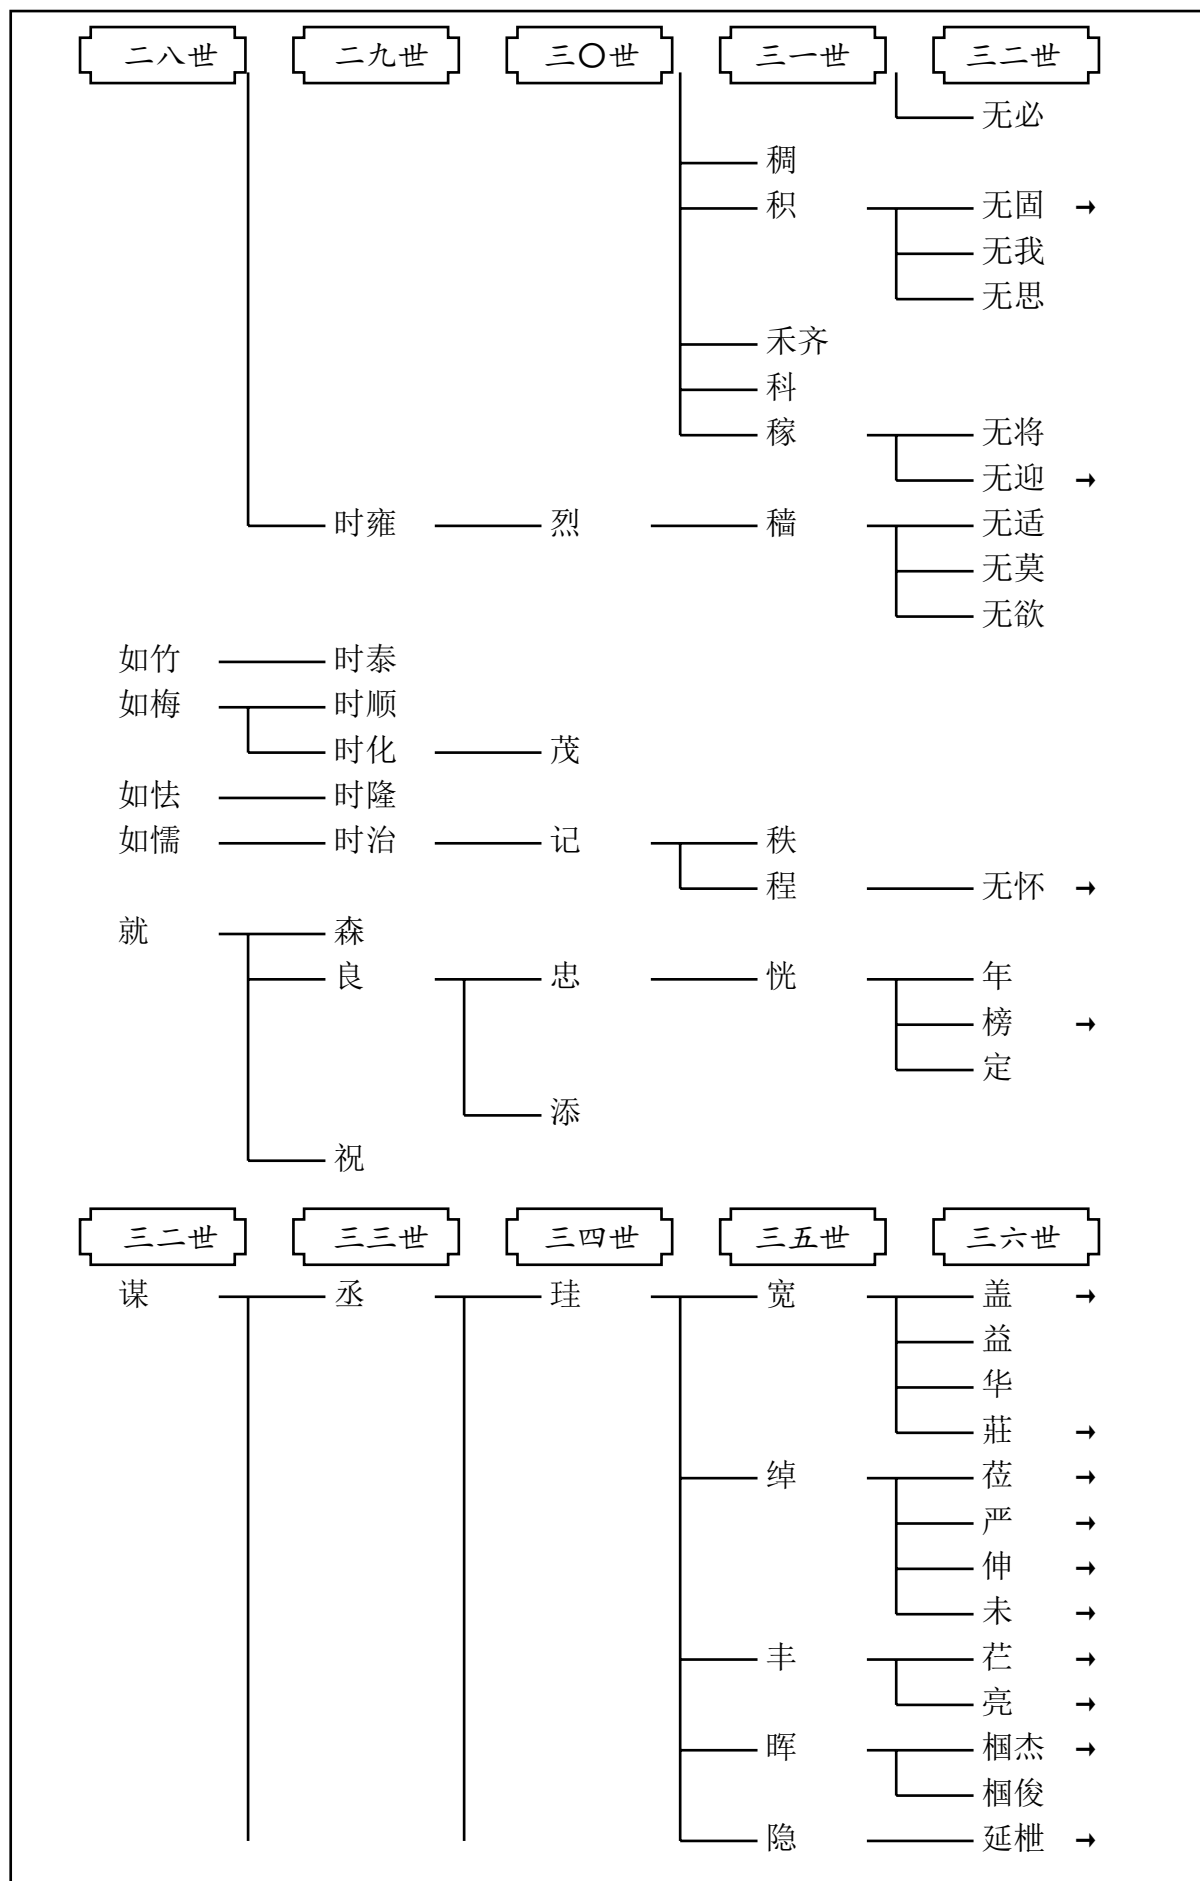 二八世 二九世 三〇世 三一世 三二世
无必
稠
积 无固 →
无我
无思
禾齐
科
稼 无将
无迎 →
时雍 烈 穑 无适
无莫
无欲
如竹 时泰
如梅 时顺
时化 茂
如怯 时隆
如懦 时治 记 秩
程 无怀 →
就 森
良 忠 恍 年
榜 →
定
添
祝
三二世 三三世 三四世 三五世 三六世
谋 丞 珪 宽 盖 →
益
华
莊 →
绰 莅 →
严 →
伸 →
未 →
丰 芢 →
亮 →
晖 椢杰 →
椢俊
隐 延枻 →